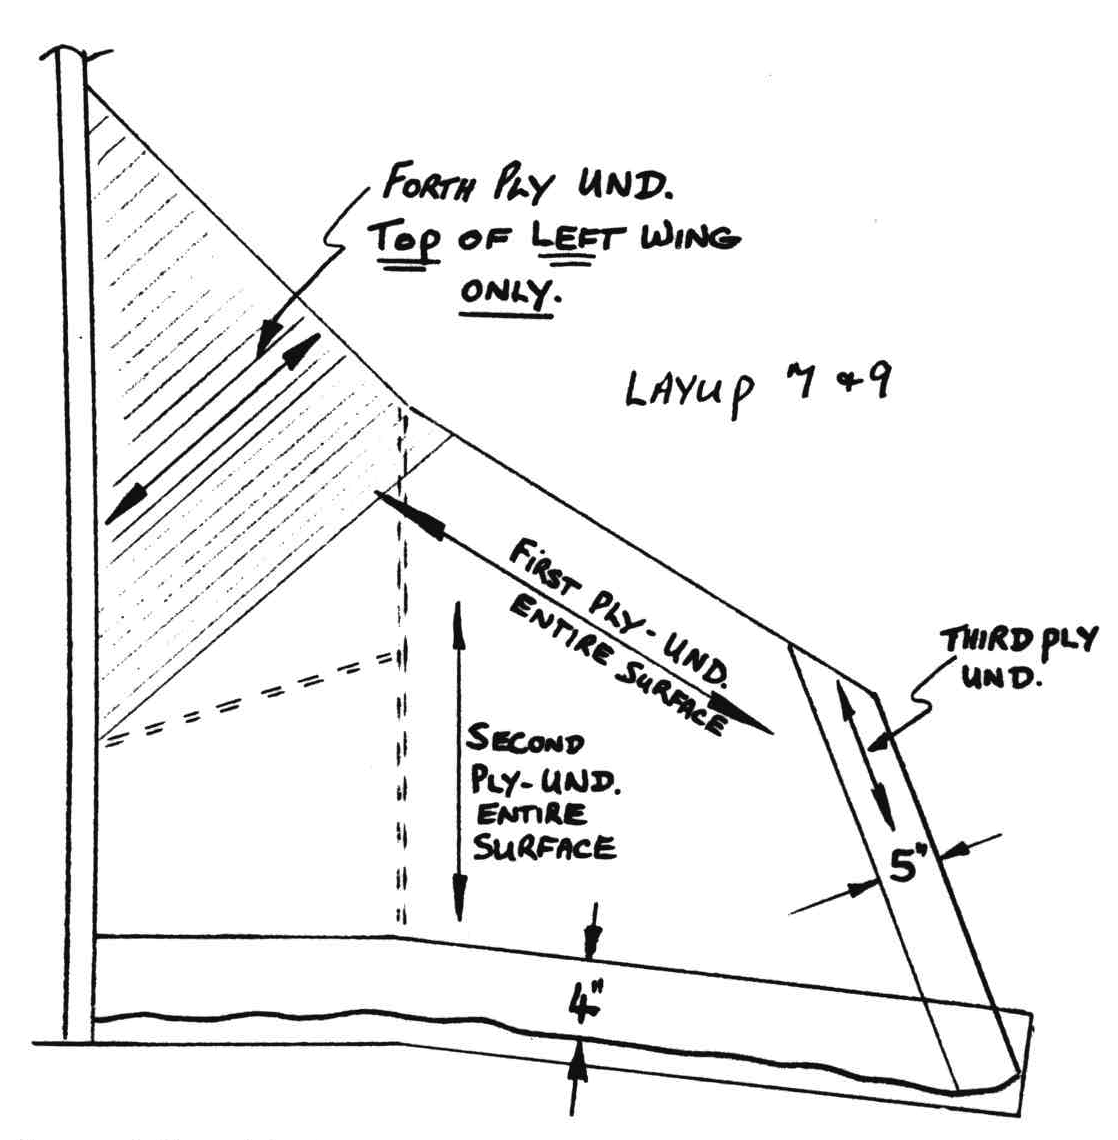 FORTH PLY UND.
TOP OF LEFT WING
ONLY.
LAYUP 7 & 9
FIRST PLY-UND.
ENTIRE SURFACE
THIRD PLY
UND.
SECOND
PLY-UND.
ENTIRE
SURFACE
5"
4"